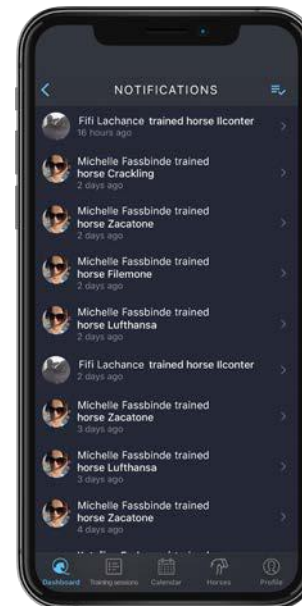 NOTIFICATIONS
Fifi Lachance trained horse Ilconter
16 hours ago
Michelle Fassbinde trained
horse Crackling
2 days ago
Michelle Fassbinde trained
horse Zacatone
2 days ago
Michelle Fassbinde trained
horse Filemone
2 days ago
Michelle Fassbinde trained
horse Lufthansa
2 days ago
Fifi Lachance trained horse Ilconter
2 days ago
Michelle Fassbinde trained
horse Zacatone
3 days ago
Michelle Fassbinde trained
horse Lufthansa
3 days ago
Michelle Fassbinde trained
horse Zacatone
4 days ago
Dashboard Training sessions Calendar Horses Profile